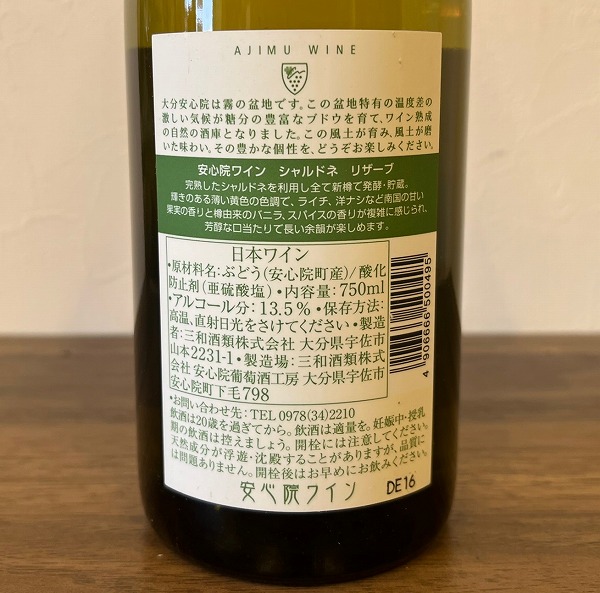 AJIMU WINE
大分安心院は霧の盆地です。この盆地特有の温度差の
激しい気候が糖分の豊富なブドウを育て、ワイン熟成
の自然の酒庫となりました。この風土が育み、風土が磨
いた味わい。その豊かな個性を、どうぞお楽しみください。
安心院ワイン シャルドネ リザーブ
完熟したシャルドネを利用し全て新樽で発酵・貯蔵。
輝きのある薄い黄色の色調で、ライチ、洋ナシなど南国の甘い
果実の香りと樽由来のバニラ、スパイスの香りが複雑に感じられ、
芳醇な口当たりで長い余韻が楽しめます。
日本ワイン
•原材料名:ぶどう(安心院町産)/酸化
防止剤(亜硫酸塩)•内容量:750ml
•アルコール分:13.5%•保存方法:
高温、直射日光をさけてください•製造
者:三和酒類株式会社 大分県宇佐市
山本2231-1•製造場:三和酒類株式
会社 安心院葡萄酒工房 大分県宇佐市
安心院町下毛798
4 906666 500495
•お問い合わせ先:TEL 0978(34)2210
飲酒は20歳を過ぎてから。飲酒は適量を。妊娠中・授乳
期の飲酒は控えましょう。開栓には注意してください。
天然成分が浮遊・沈殿することがありますが、品質に
は問題ありません。開栓後はお早めにお飲みください。
安心院ワイン
DE16